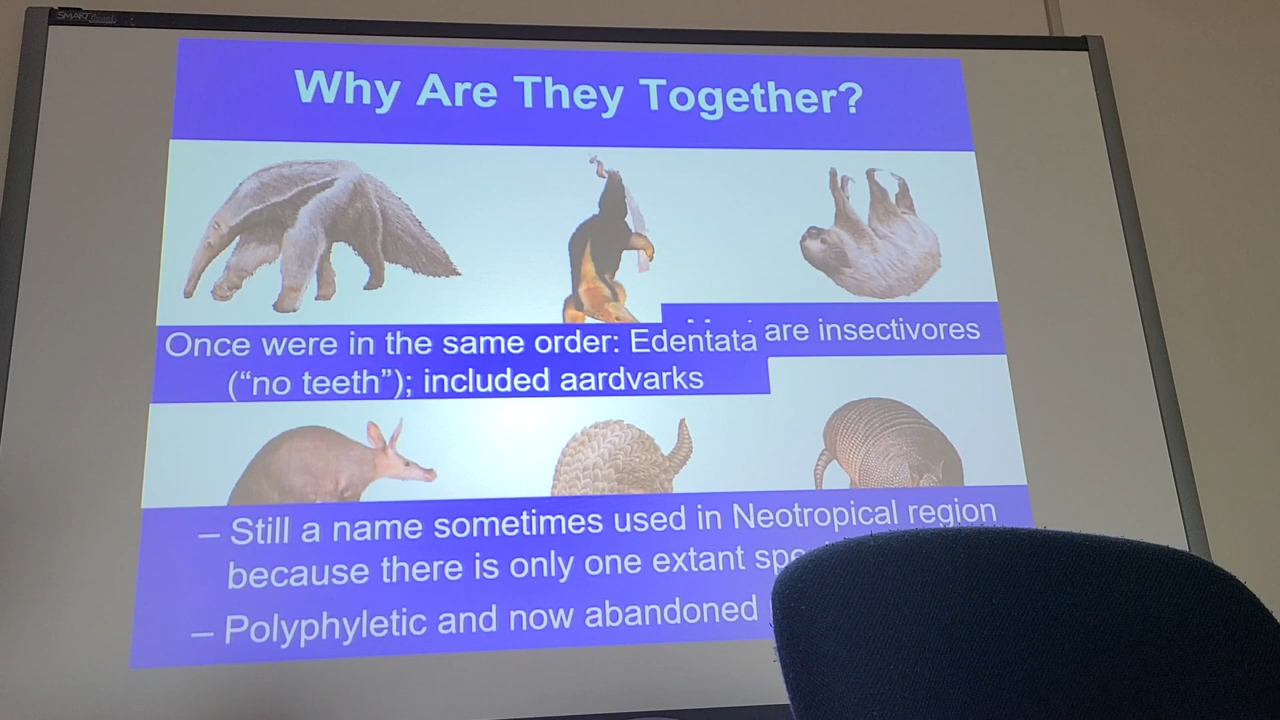 SMART
Why Are They Together?
are insectivores
Once were in the same order: Edentata
(“no teeth”); included aardvarks
– Still a name sometimes used in Neotropical region
because there is only one extant
– Polyphyletic and now abandoned